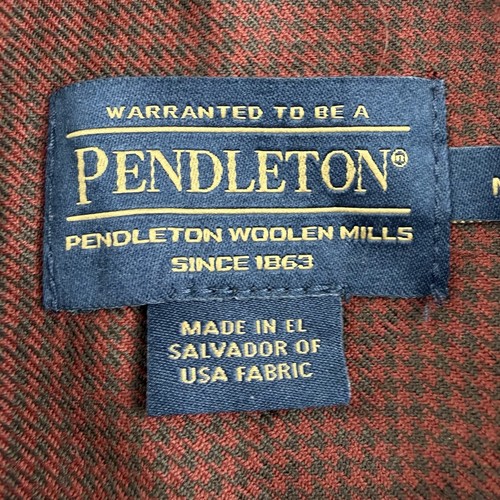 WARRANTED TO BE A
PENDLETON®
PENDLETON WOOLEN MILLS
SINCE 1863
MADE IN EL
SALVADOR OF
USA FABRIC